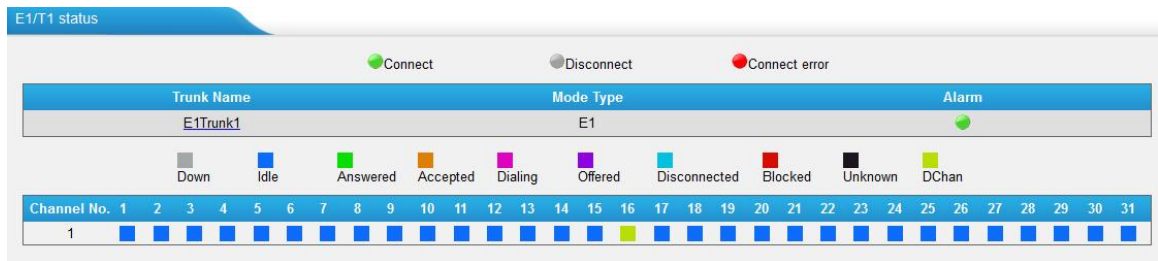 E1/T1 status
Connect Disconnect Connect error
Trunk Name Mode Type Alarm
E1Trunk1 E1
Down Idle Answered Accepted Dialing Offered Disconnected Blocked Unknown DChan
Channel No. 1 2 3 4 5 6 7 8 9 10 11 12 13 14 15 16 17 18 19 20 21 22 23 24 25 26 27 28 29 30 31
1